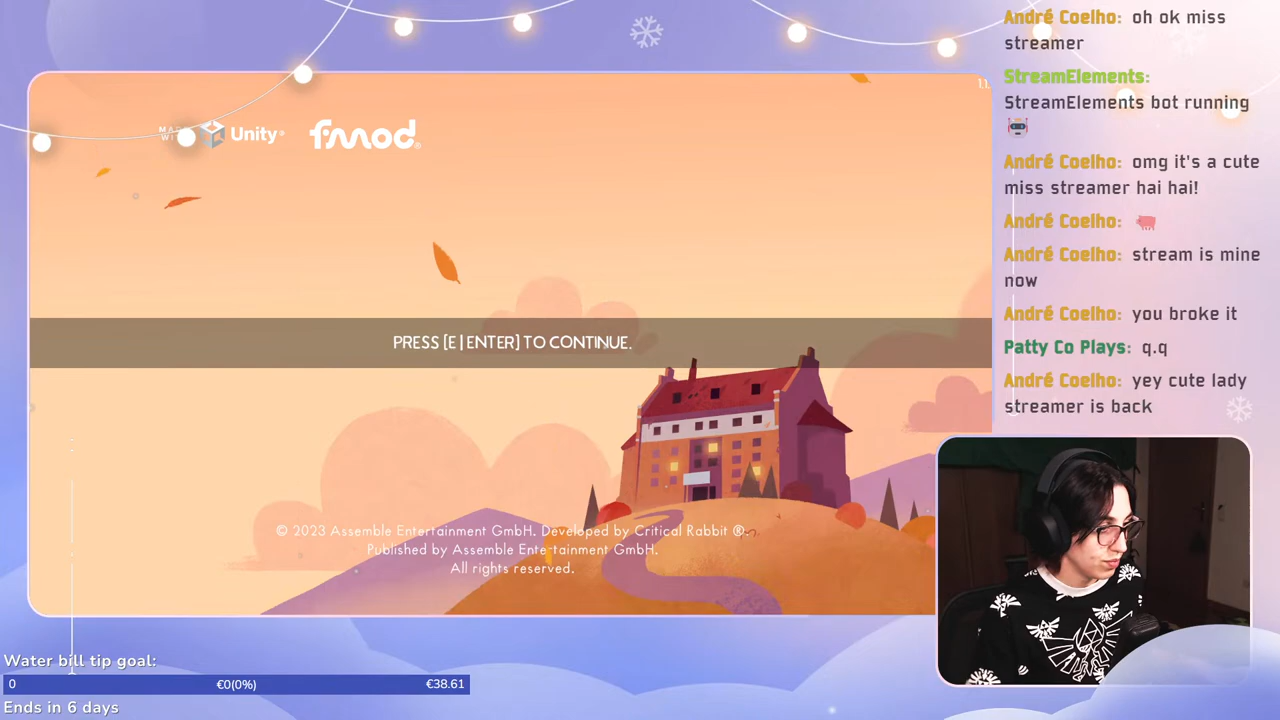 MADE WITH Unity® fmod®
PRESS [E | ENTER] TO CONTINUE.
© 2023 Assemble Entertainment GmbH. Developed by Critical Rabbit ®.
Published by Assemble Entertainment GmbH.
All rights reserved.
André Coelho: oh ok miss
streamer
StreamElements:
StreamElements bot running
André Coelho: omg it's a cute
miss streamer hai hai!
André Coelho:
André Coelho: stream is mine
now
André Coelho: you broke it
Patty Co Plays: q.q
André Coelho: yey cute lady
streamer is back
Water bill tip goal:
0 €0(0%) €38.61
Ends in 6 days